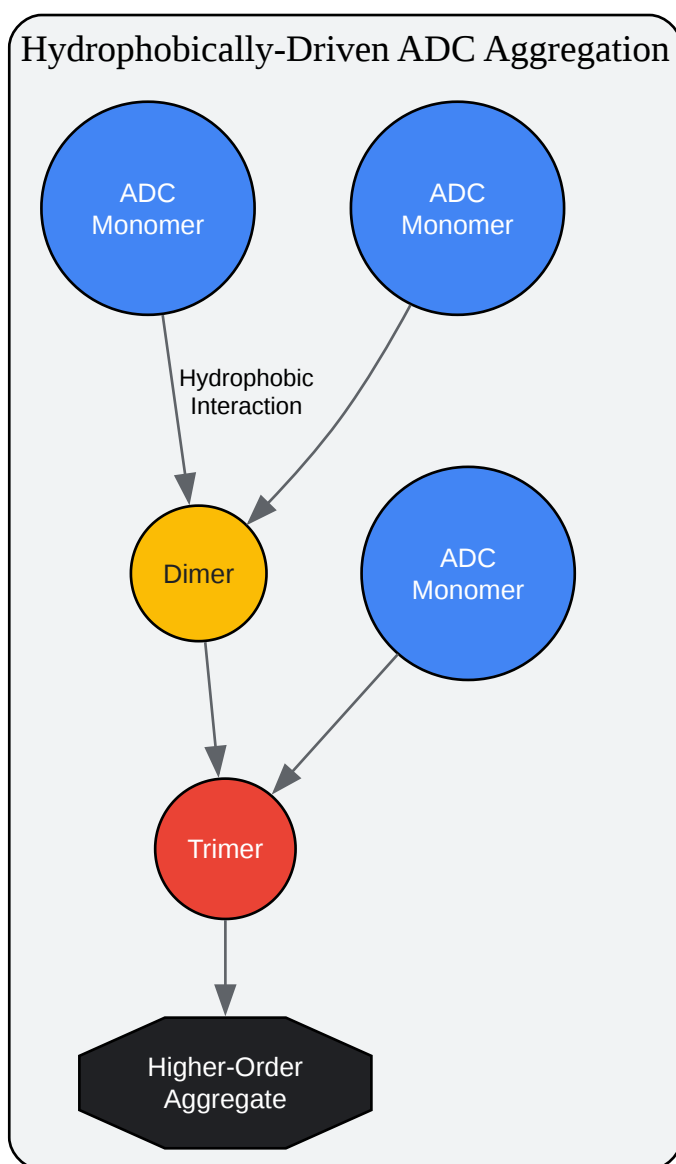 Hydrophobically-Driven ADC Aggregation
ADC
Monomer
ADC
Monomer
Hydrophobic
Interaction
Dimer
ADC
Monomer
Trimer
Higher-Order
Aggregate